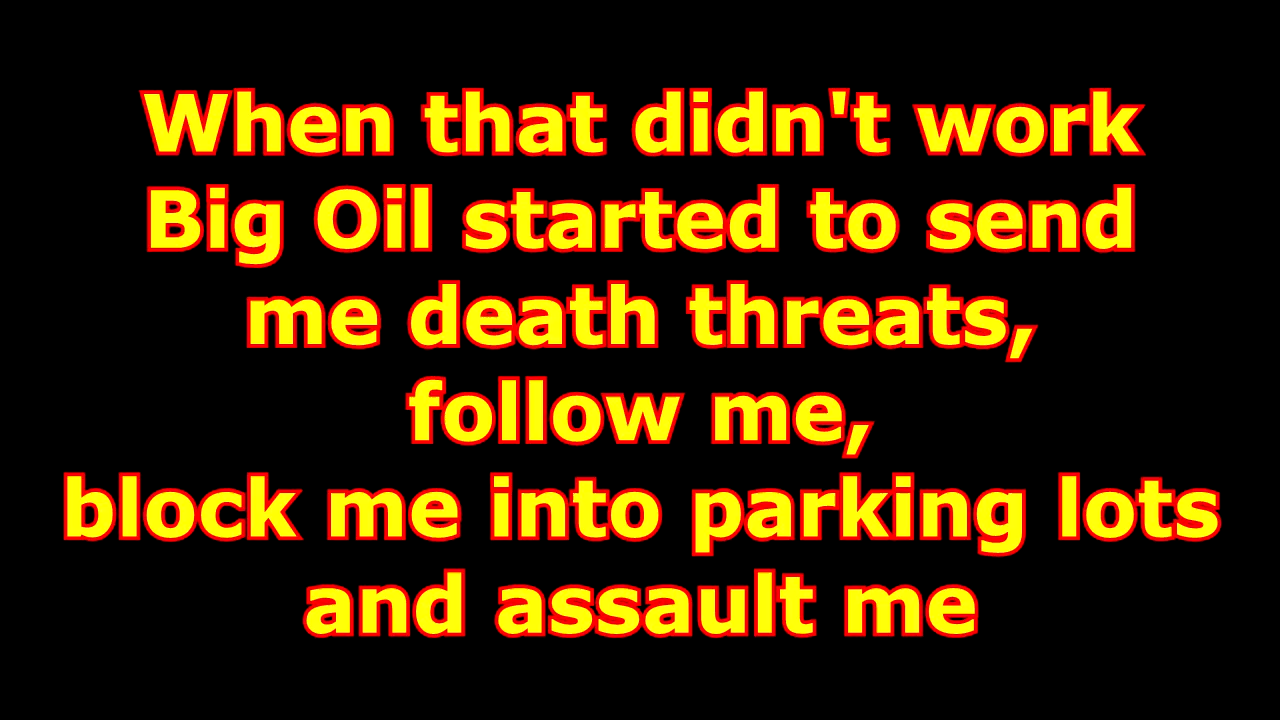 When that didn't work
Big Oil started to send
me death threats,
follow me,
block me into parking lots
and assault me